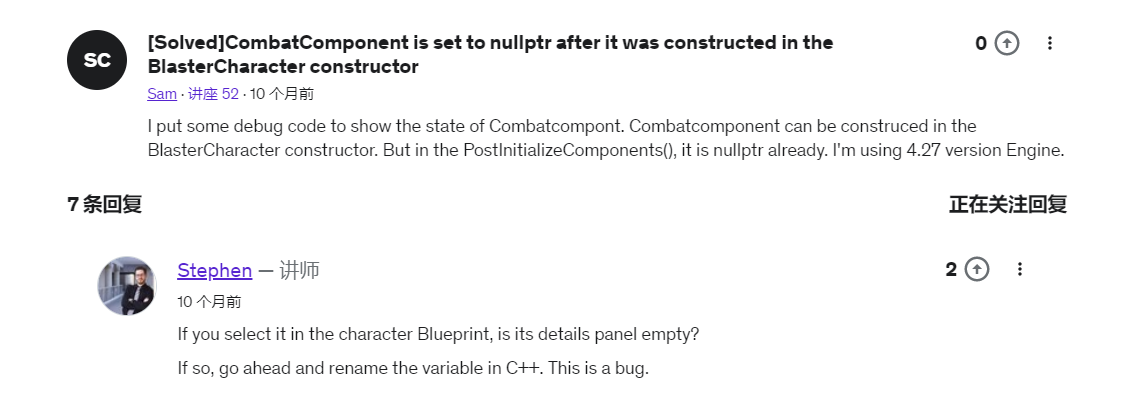 SC
[Solved]CombatComponent is set to nullptr after it was constructed in the
BlasterCharacter constructor
0
Sam · 讲座 52 · 10 个月前
I put some debug code to show the state of Combatcompont. Combatcomponent can be construced in the
BlasterCharacter constructor. But in the PostInitializeComponents(), it is nullptr already. I'm using 4.27 version Engine.
7 条回复
正在关注回复
Stephen — 讲师
2
10 个月前
If you select it in the character Blueprint, is its details panel empty?
If so, go ahead and rename the variable in C++. This is a bug.